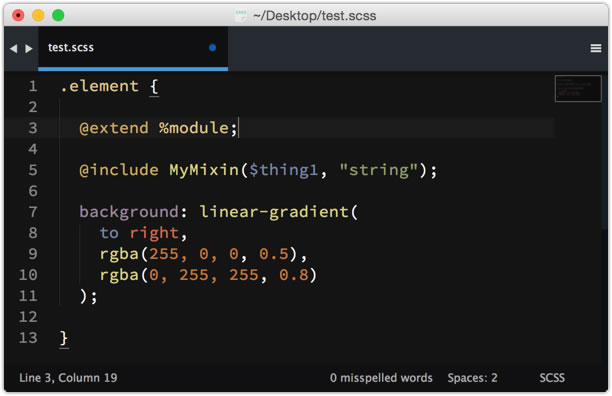 ~/Desktop/test.scss
test.scss
1 .element {
2
3 @extend %module;
4
5 @include MyMixin($thing1, "string");
6
7 background: linear-gradient(
8 to right,
9 rgba(255, 0, 0, 0.5),
10 rgba(0, 255, 255, 0.8)
11 );
12
13 }
Line 3, Column 19 0 misspelled words Spaces: 2 SCSS